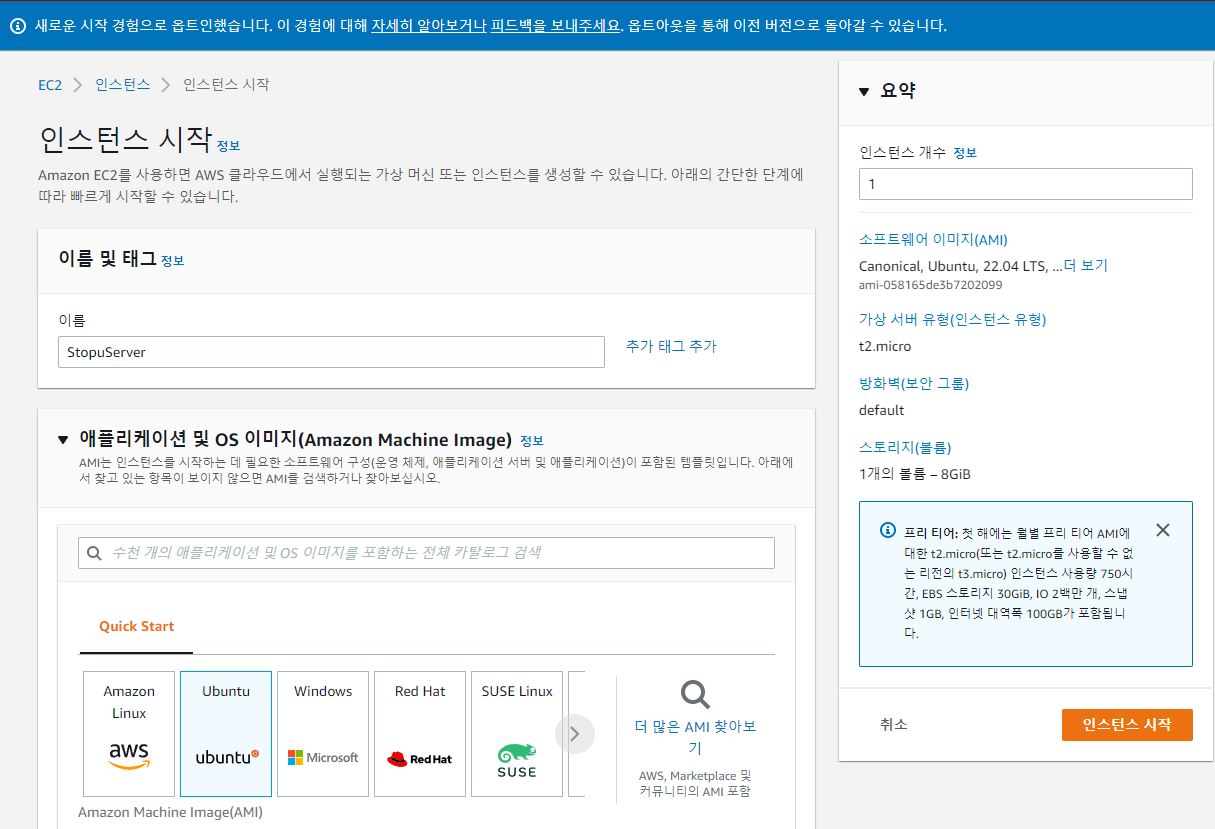 새로운 시작 경험으로 옵트인했습니다. 이 경험에 대해 자세히 알아보거나 피드백을 보내주세요. 옵트아웃을 통해 이전 버전으로 돌아갈 수 있습니다.
EC2 > 인스턴스 > 인스턴스 시작
인스턴스 시작 정보
Amazon EC2를 사용하면 AWS 클라우드에서 실행되는 가상 머신 또는 인스턴스를 생성할 수 있습니다. 아래의 간단한 단계에
따라 빠르게 시작할 수 있습니다.
이름 및 태그 정보
이름
StopuServer
추가 태그 추가
애플리케이션 및 OS 이미지(Amazon Machine Image) 정보
AMI는 인스턴스를 시작하는 데 필요한 소프트웨어 구성(운영 체제, 애플리케이션 서버 및 애플리케이션)이 포함된 템플릿입니다. 아래에
서 찾고 있는 항목이 보이지 않으면 AMI를 검색하거나 찾아보십시오.
수천 개의 애플리케이션 및 OS 이미지를 포함하는 전체 카탈로그 검색
Quick Start
Amazon
Linux
aws
Ubuntu
ubuntu
Windows
Microsoft
Red Hat
Red Hat
SUSE Linux
SUSE
더 많은 AMI 찾아보
기
AWS, Marketplace 및
커뮤니티의 AMI 포함
Amazon Machine Image(AMI)
요약
인스턴스 개수 정보
1
소프트웨어 이미지(AMI)
Canonical, Ubuntu, 22.04 LTS, ...더 보기
ami-058165de3b7202099
가상 서버 유형(인스턴스 유형)
t2.micro
방화벽(보안 그룹)
default
스토리지(볼륨)
1개의 볼륨 – 8GiB
프리 티어: 첫 해에는 월별 프리 티어 AMI에
대한 t2.micro(또는 t2.micro를 사용할 수 없
는 리전의 t3.micro) 인스턴스 사용량 750시
간, EBS 스토리지 30GiB, IO 2백만 개, 스냅
샷 1GB, 인터넷 대역폭 100GB가 포함됩니
다.
취소
인스턴스 시작